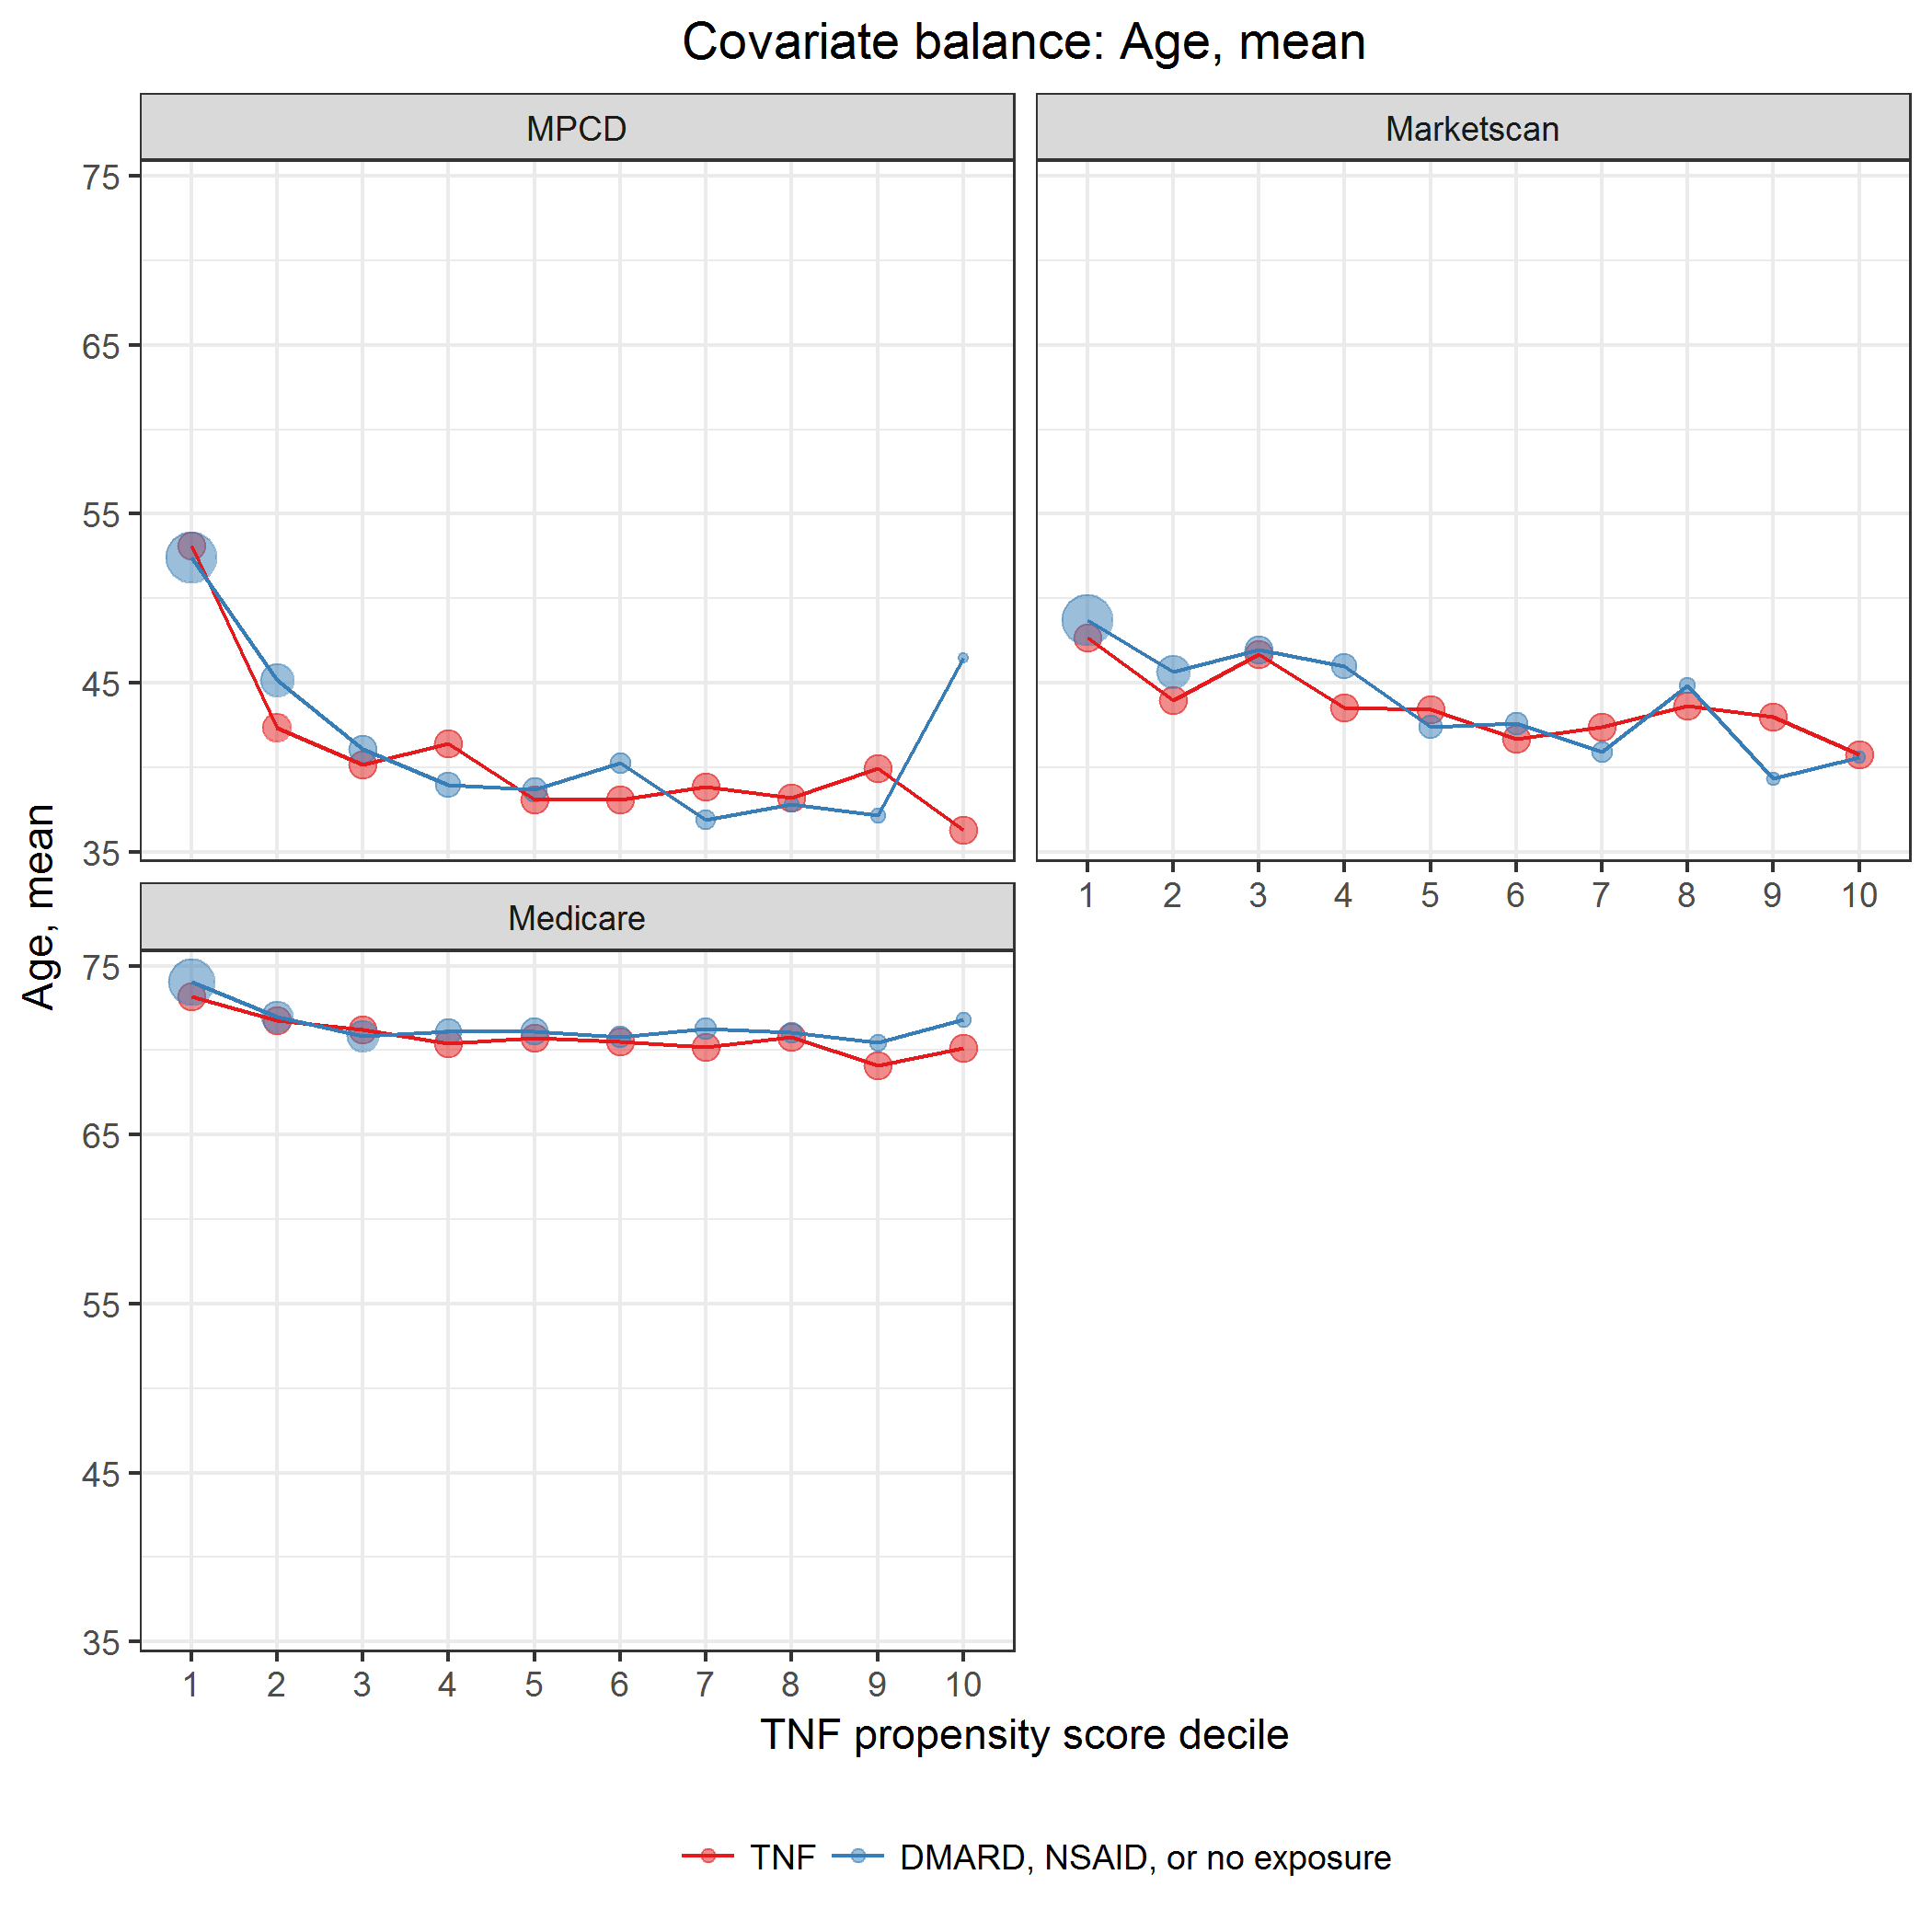 Covariate balance: Age, mean
MPCD
Marketscan
75
65
55
45
35
1 2 3 4 5 6 7 8 9 10
Medicare
75
65
55
45
35
1 2 3 4 5 6 7 8 9 10
Age, mean
TNF propensity score decile
TNF DMARD, NSAID, or no exposure